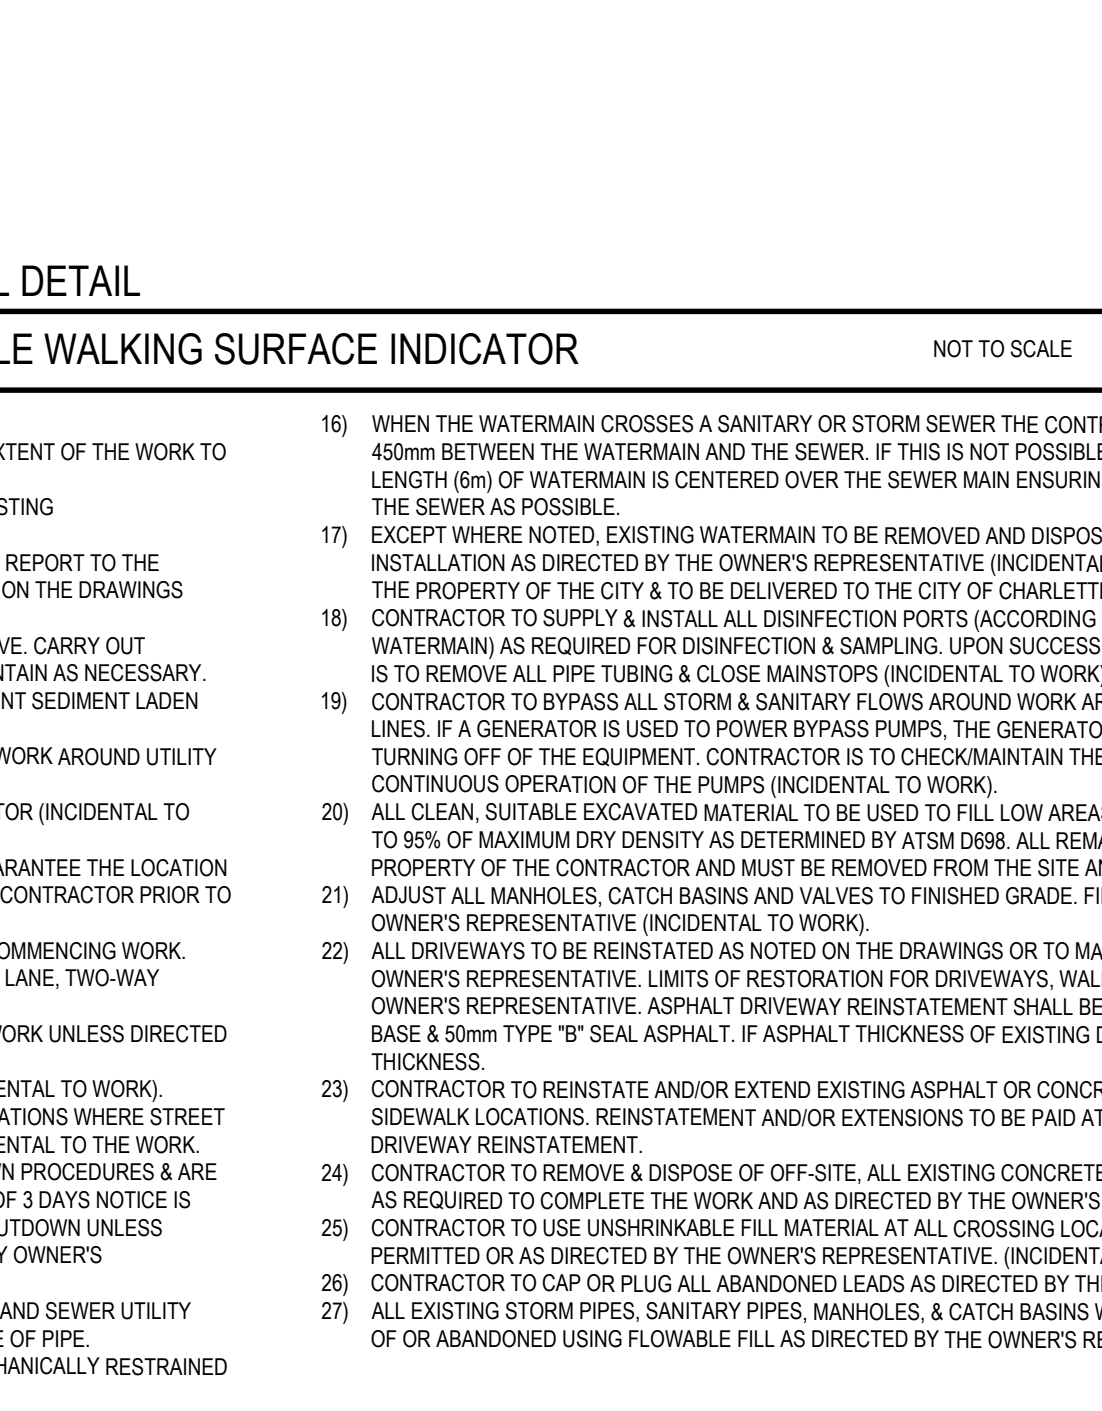 L DETAIL
LE WALKING SURFACE INDICATOR
NOT TO SCALE
XTENT OF THE WORK TO
STING
REPORT TO THE
ON THE DRAWINGS
VE. CARRY OUT
NTAIN AS NECESSARY.
ENT SEDIMENT LADEN
WORK AROUND UTILITY
TOR (INCIDENTAL TO
ARANTEE THE LOCATION
CONTRACTOR PRIOR TO
COMMENCING WORK.
LANE, TWO-WAY
WORK UNLESS DIRECTED
ENTAL TO WORK).
ATIONS WHERE STREET
ENTAL TO THE WORK.
WN PROCEDURES & ARE
OF 3 DAYS NOTICE IS
UTDOWN UNLESS
Y OWNER'S
AND SEWER UTILITY
E OF PIPE.
CHANICALLY RESTRAINED
16) WHEN THE WATERMAIN CROSSES A SANITARY OR STORM SEWER THE CONTR
450mm BETWEEN THE WATERMAIN AND THE SEWER. IF THIS IS NOT POSSIBLE
LENGTH (6m) OF WATERMAIN IS CENTERED OVER THE SEWER MAIN ENSURIN
THE SEWER AS POSSIBLE.
17) EXCEPT WHERE NOTED, EXISTING WATERMAIN TO BE REMOVED AND DISPOS
INSTALLATION AS DIRECTED BY THE OWNER'S REPRESENTATIVE (INCIDENTAL
THE PROPERTY OF THE CITY & TO BE DELIVERED TO THE CITY OF CHARLETTE
18) CONTRACTOR TO SUPPLY & INSTALL ALL DISINFECTION PORTS (ACCORDING
WATERMAIN) AS REQUIRED FOR DISINFECTION & SAMPLING. UPON SUCCESS
IS TO REMOVE ALL PIPE TUBING & CLOSE MAINSTOPS (INCIDENTAL TO WORK)
19) CONTRACTOR TO BYPASS ALL STORM & SANITARY FLOWS AROUND WORK AR
LINES. IF A GENERATOR IS USED TO POWER BYPASS PUMPS, THE GENERATO
TURNING OFF OF THE EQUIPMENT. CONTRACTOR IS TO CHECK/MAINTAIN THE
CONTINUOUS OPERATION OF THE PUMPS (INCIDENTAL TO WORK).
20) ALL CLEAN, SUITABLE EXCAVATED MATERIAL TO BE USED TO FILL LOW AREAS
TO 95% OF MAXIMUM DRY DENSITY AS DETERMINED BY ATSM D698. ALL REMA
PROPERTY OF THE CONTRACTOR AND MUST BE REMOVED FROM THE SITE AN
21) ADJUST ALL MANHOLES, CATCH BASINS AND VALVES TO FINISHED GRADE. FI
OWNER'S REPRESENTATIVE (INCIDENTAL TO WORK).
22) ALL DRIVEWAYS TO BE REINSTATED AS NOTED ON THE DRAWINGS OR TO MA
OWNER'S REPRESENTATIVE. LIMITS OF RESTORATION FOR DRIVEWAYS, WAL
OWNER'S REPRESENTATIVE. ASPHALT DRIVEWAY REINSTATEMENT SHALL BE
BASE & 50mm TYPE "B" SEAL ASPHALT. IF ASPHALT THICKNESS OF EXISTING D
THICKNESS.
23) CONTRACTOR TO REINSTATE AND/OR EXTEND EXISTING ASPHALT OR CONCR
SIDEWALK LOCATIONS. REINSTATEMENT AND/OR EXTENSIONS TO BE PAID AT
DRIVEWAY REINSTATEMENT.
24) CONTRACTOR TO REMOVE & DISPOSE OF OFF-SITE, ALL EXISTING CONCRETE
AS REQUIRED TO COMPLETE THE WORK AND AS DIRECTED BY THE OWNER'S
25) CONTRACTOR TO USE UNSHRINKABLE FILL MATERIAL AT ALL CROSSING LOCA
PERMITTED OR AS DIRECTED BY THE OWNER'S REPRESENTATIVE. (INCIDENTA
26) CONTRACTOR TO CAP OR PLUG ALL ABANDONED LEADS AS DIRECTED BY TH
27) ALL EXISTING STORM PIPES, SANITARY PIPES, MANHOLES, & CATCH BASINS W
OF OR ABANDONED USING FLOWABLE FILL AS DIRECTED BY THE OWNER'S RE